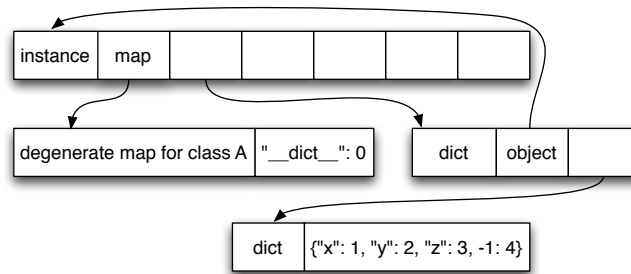 instance map
degenerate map for class A "__dict__": 0 dict object
dict {"x": 1, "y": 2, "z": 3, -1: 4}